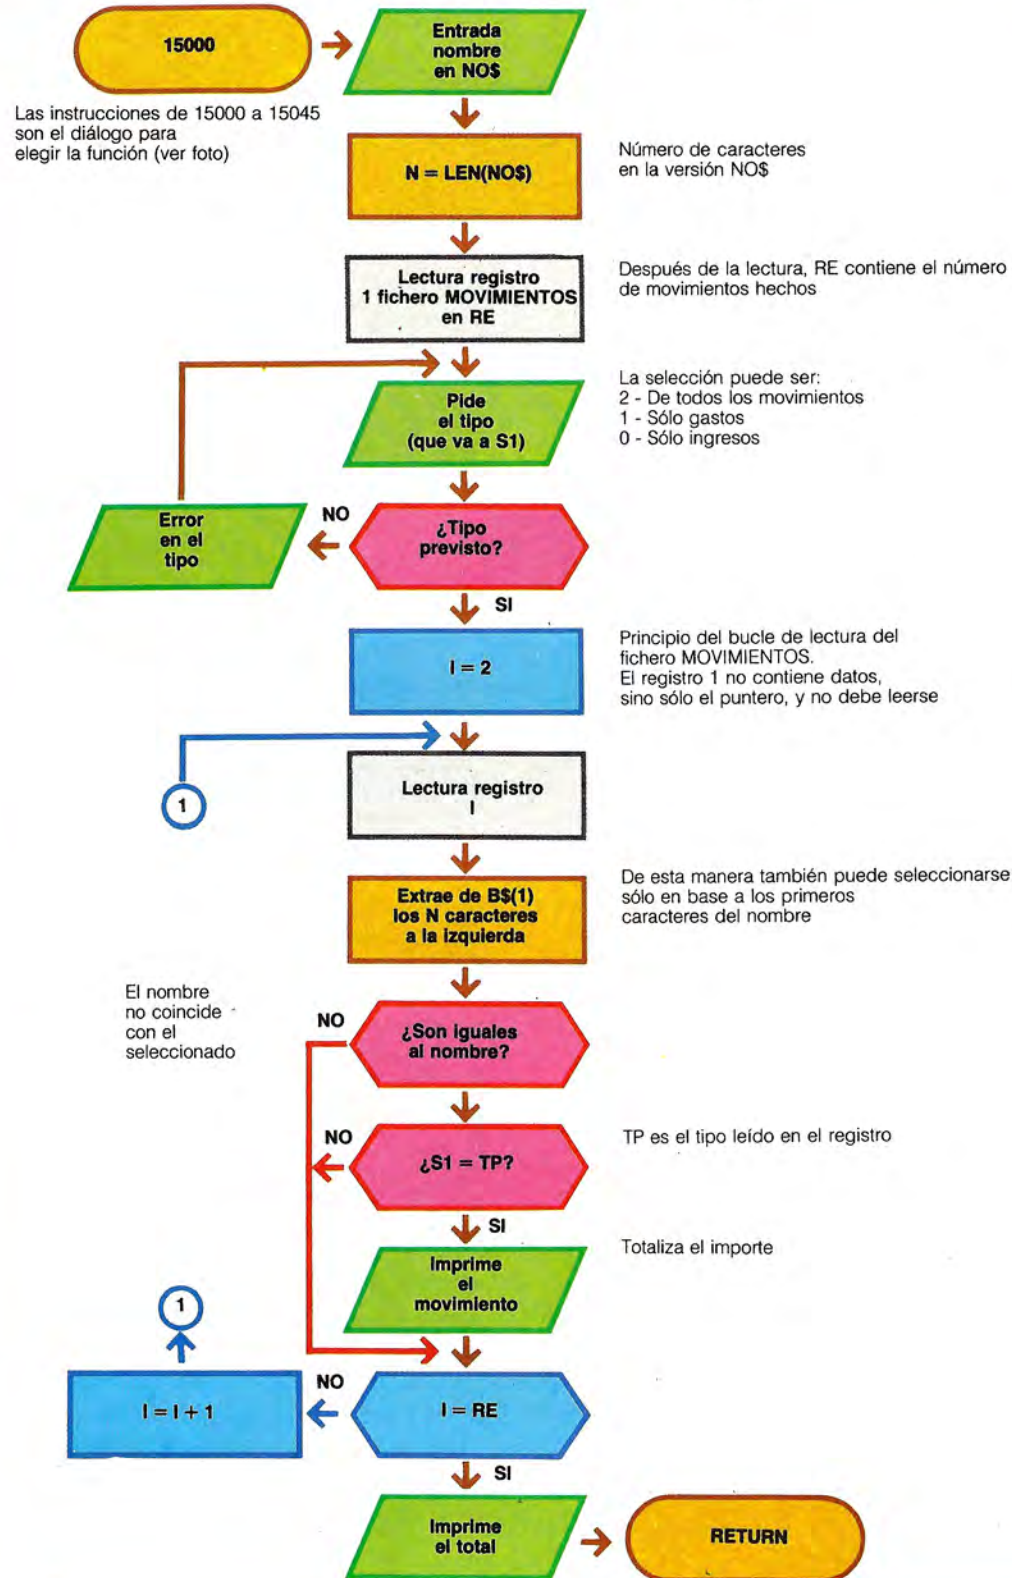 15000
Entrada
nombre
en NO$
Las instrucciones de 15000 a 15045
son el diálogo para
elegir la función (ver foto)
N = LEN(NO$)
Número de caracteres
en la versión NO$
Lectura registro
1 fichero MOVIMIENTOS
en RE
Después de la lectura, RE contiene el número
de movimientos hechos
Pide
el tipo
(que va a S1)
La selección puede ser:
2 - De todos los movimientos
1 - Sólo gastos
0 - Sólo ingresos
Error
en el
tipo
NO
¿Tipo
previsto?
SI
I = 2
Principio del bucle de lectura del
fichero MOVIMIENTOS.
El registro 1 no contiene datos,
sino sólo el puntero, y no debe leerse
1
Lectura registro
I
Extrae de B$(1)
los N caracteres
a la izquierda
De esta manera también puede seleccionarse
sólo en base a los primeros
caracteres del nombre
El nombre
no coincide
con el
seleccionado
NO
¿Son iguales
al nombre?
NO
¿S1 = TP?
TP es el tipo leído en el registro
SI
Imprime
el
movimiento
Totaliza el importe
1
I = I + 1
NO
I = RE
SI
Imprime
el total
RETURN